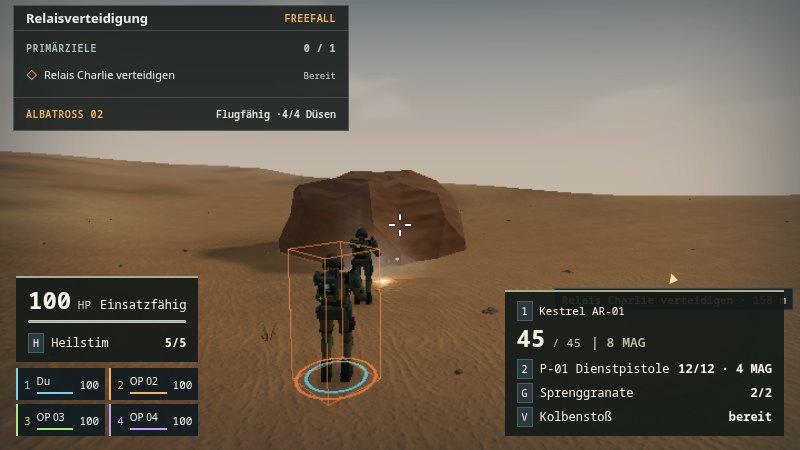 Relaisverteidigung FREEFALL
PRIMÄRZIELE 0 / 1
Relais Charlie verteidigen Bereit
ALBATROSS 02 Flugfähig ·4/4 Düsen
100 HP Einsatzfähig
H Heilstim 5/5
1 Du 100
2 OP 02 100
3 OP 03 100
4 OP 04 100
Relais Charlie verteidigen · 158 m
1 Kestrel AR-01
45 / 45 | 8 MAG
2 P-01 Dienstpistole 12/12 · 4 MAG
G Sprenggranate 2/2
V Kolbenstoß bereit